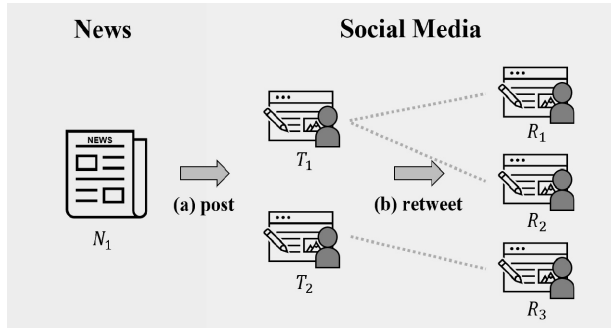 News
Social Media
NEWS
N₁
(a) post
T₁
T₂
(b) retweet
R₁
R₂
R₃